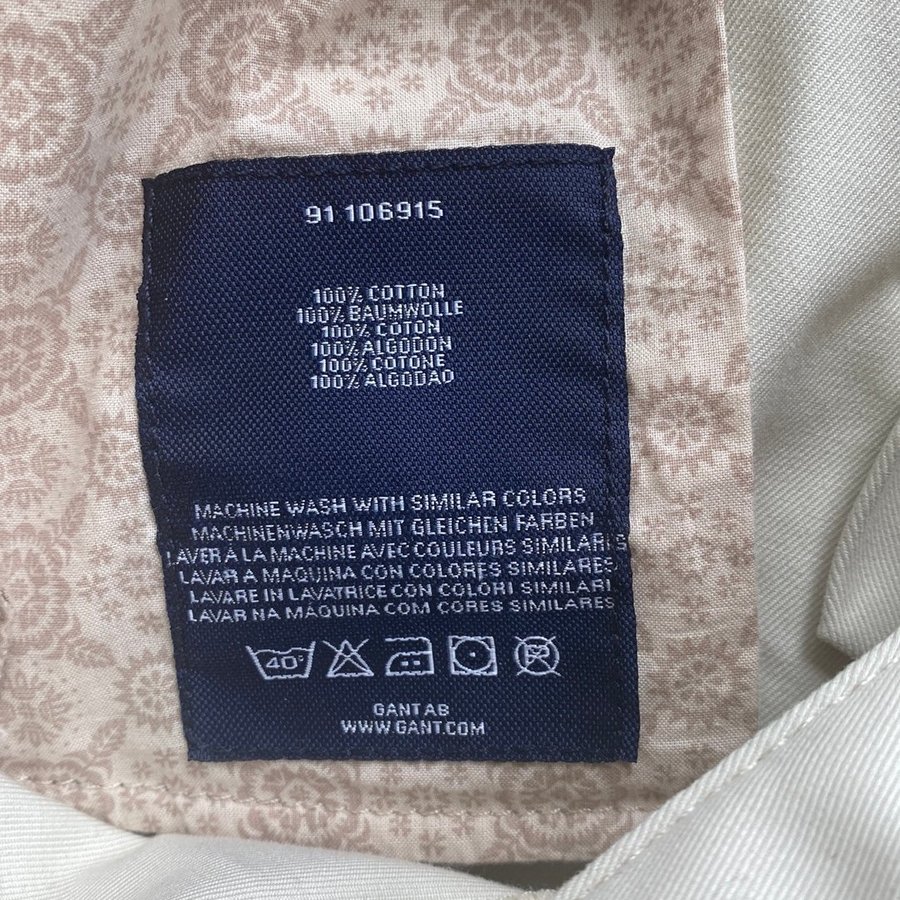 91 106915
100% COTTON
100% BAUMWOLLE
100% COTON
100% ALGODON
100% COTONE
100% ALGODAO
MACHINE WASH WITH SIMILAR COLORS
MACHINENWASCH MIT GLEICHEN FARBEN
LAVER A LA MACHINE AVEC COULEURS SIMILARIS
LAVAR A MAQUINA CON COLORES SIMILARES
LAVARE IN LAVATRICE CON COLORI SIMILARI
LAVAR NA MÁQUINA COM CORES SIMILARES
40°
GANT AB
WWW.GANT.COM